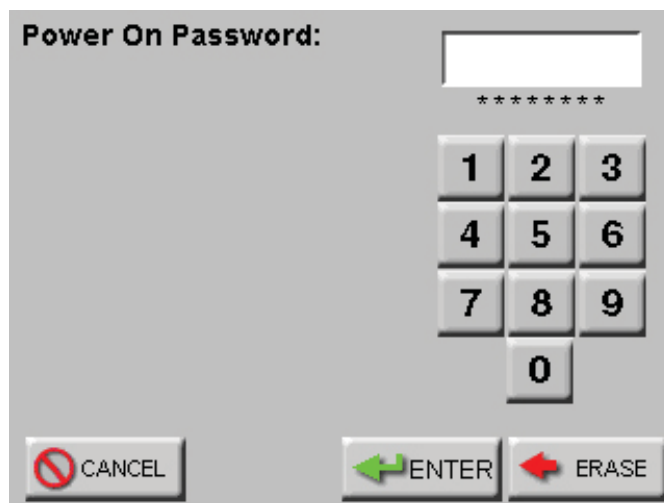 Power On Password:
********
1 2 3
4 5 6
7 8 9
0
CANCEL ENTER ERASE